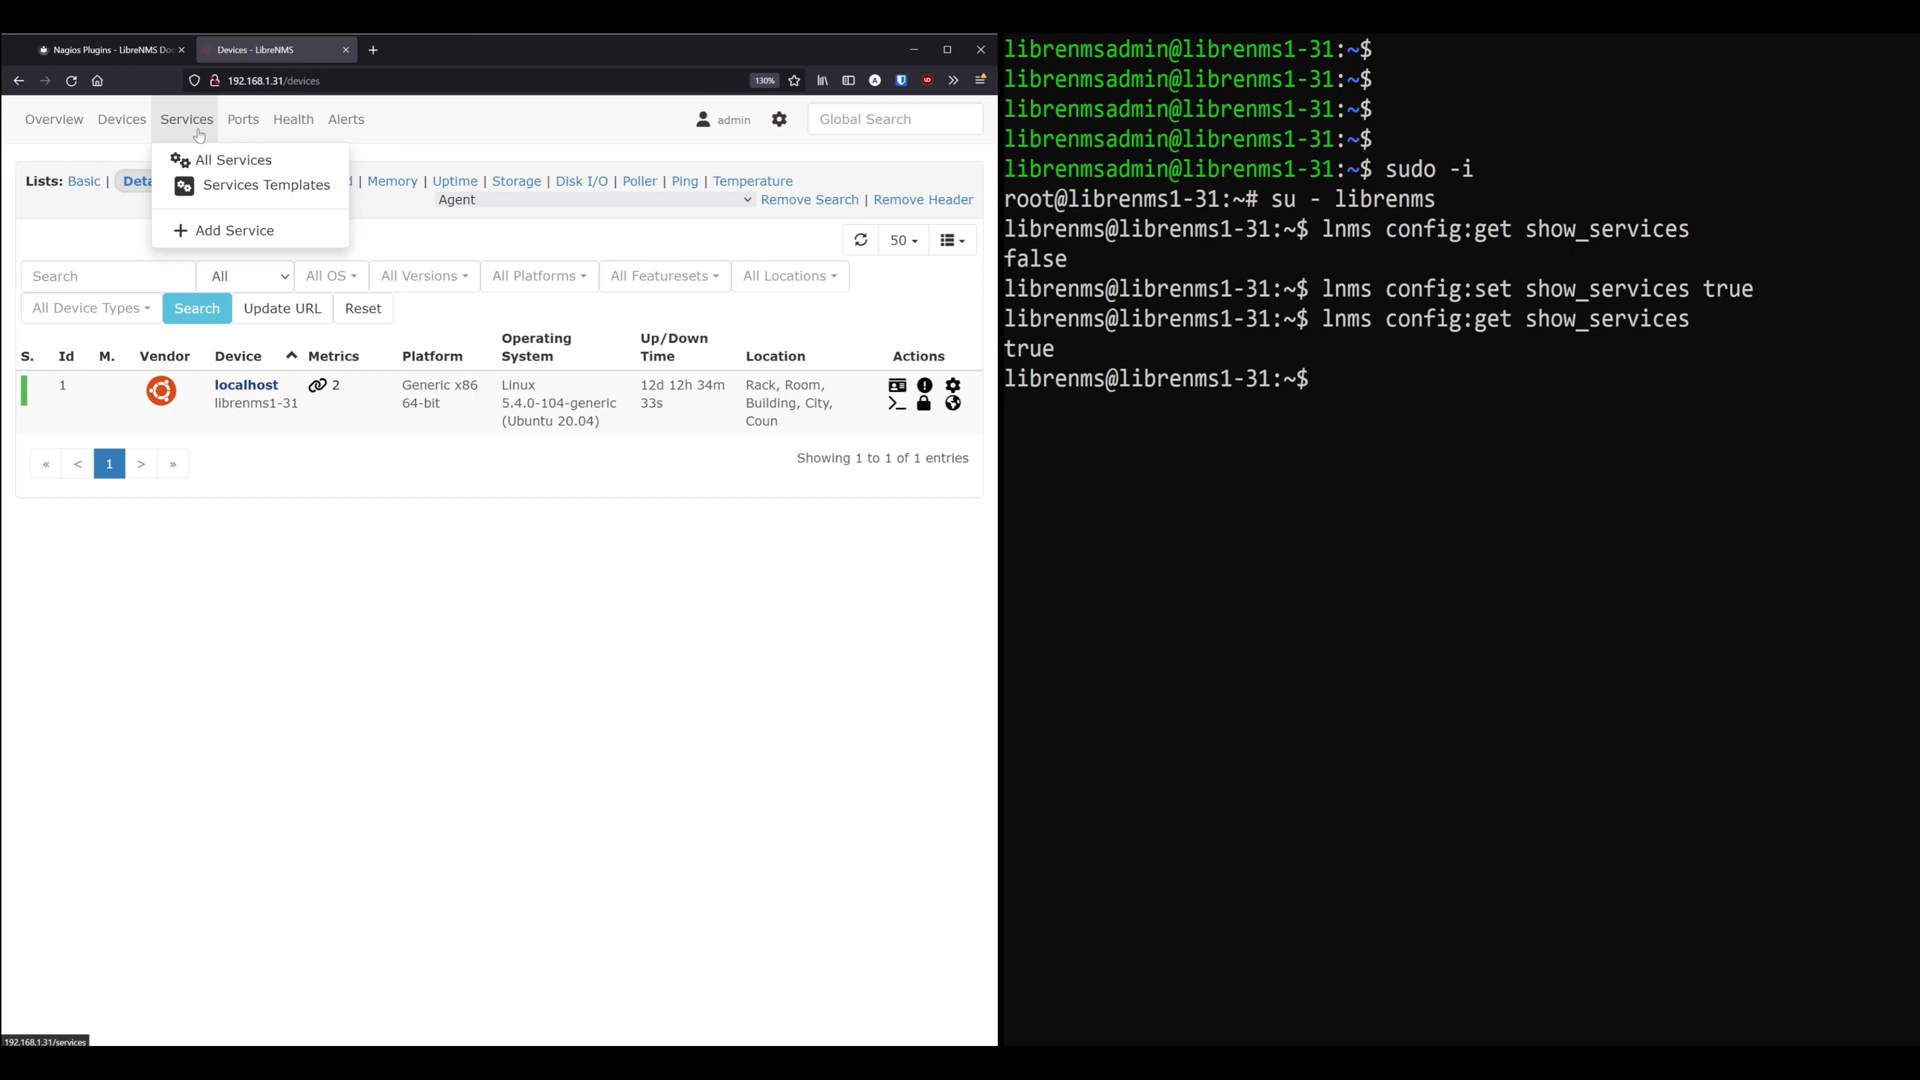 Nagios Plugins - LibreNMS Doc
Devices - LibreNMS
192.168.1.31/devices
130%
Overview Devices Services Ports Health Alerts
admin
Global Search
All Services
Services Templates
Add Service
Lists: Basic | Deta | Memory | Uptime | Storage | Disk I/O | Poller | Ping | Temperature
Agent
Remove Search | Remove Header
50
Search All All OS All Versions All Platforms All Featuresets All Locations
All Device Types Search Update URL Reset
S. Id M. Vendor Device Metrics Platform Operating System Up/Down Time Location Actions
1 localhost 2 Generic x86 Linux 12d 12h 34m Rack, Room,
librenms1-31 64-bit 5.4.0-104-generic 33s Building, City,
(Ubuntu 20.04) Coun
« < 1 > »
Showing 1 to 1 of 1 entries
192.168.1.31/services
librenmsadmin@librenms1-31:~$
librenmsadmin@librenms1-31:~$
librenmsadmin@librenms1-31:~$
librenmsadmin@librenms1-31:~$
librenmsadmin@librenms1-31:~$ sudo -i
root@librenms1-31:~# su - librenms
librenms@librenms1-31:~$ lnms config:get show_services
false
librenms@librenms1-31:~$ lnms config:set show_services true
librenms@librenms1-31:~$ lnms config:get show_services
true
librenms@librenms1-31:~$